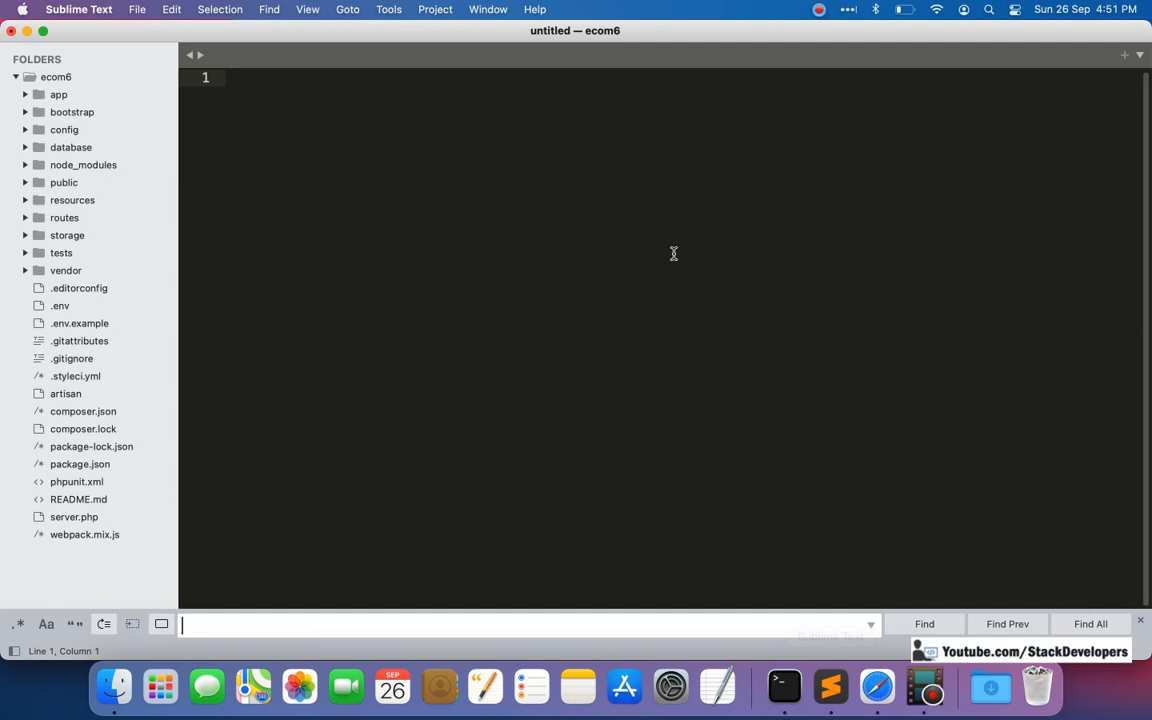 Sublime Text File Edit Selection Find View Goto Tools Project Window Help Sun 26 Sep 4:51 PM
untitled — ecom6
FOLDERS
ecom6
1
app
bootstrap
config
database
node_modules
public
resources
routes
storage
tests
vendor
.editorconfig
.env
.env.example
.gitattributes
.gitignore
.styleci.yml
artisan
composer.json
composer.lock
package-lock.json
package.json
phpunit.xml
README.md
server.php
webpack.mix.js
.* Aa “” Find Find Prev Find All
Sublime Text
Line 1, Column 1
Youtube.com/StackDevelopers
SEP
26